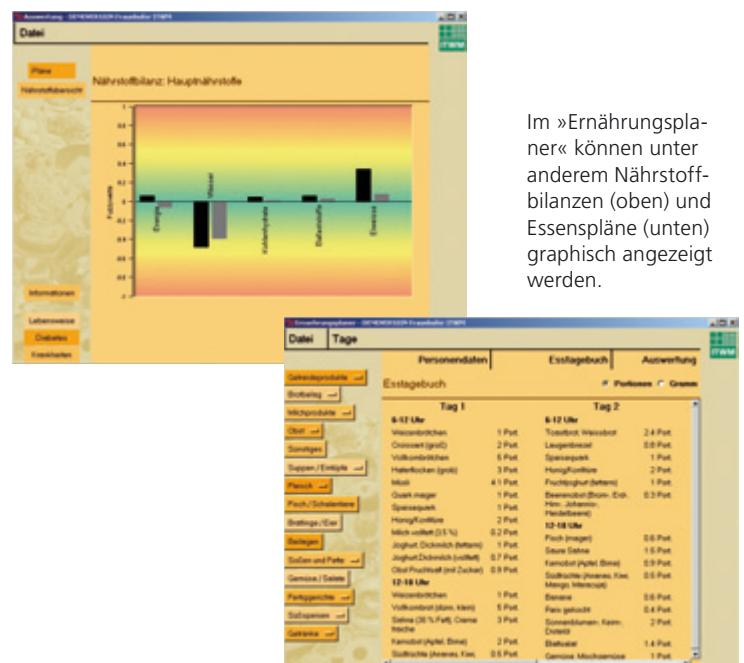 Auswertung - DEMOVERSION Fraunhofer ITWM
Datei
ITWM
Pläne
Nährstoffübersicht
Nährstoffbilanz: Hauptnährstoffe
Energie
Wasser
Kohlenhydrate
Ballaststoffe
Eiweisse
Informationen
Lebensweise
Diabetes
Krankheiten
Im »Ernährungspla-
ner« können unter
anderem Nährstoff-
bilanzen (oben) und
Essenspläne (unten)
graphisch angezeigt
werden.
Ernaehrungsplaner - DEMOVERSION Fraunhofer ITWM
Datei Tage
ITWM
Personendaten Esstagebuch Auswertung
Esstagebuch Portionen Gramm
Getreideprodukte
Brotbelag
Milchprodukte
Obst
Sonstiges
Suppen / Eintöpfe
Fleisch
Fisch / Schalentiere
Bratlinge / Eier
Beilagen
Soßen und Fette
Gemüse / Salate
Fertiggerichte
Süßspeisen
Getränke
Tag 1
6-12 Uhr
Weizenbrötchen 1 Port.
Croissant (groß) 2 Port.
Vollkornbrötchen 5 Port.
Haferflocken (grob) 3 Port.
Müsli 4.1 Port.
Quark mager 1 Port.
Speisequark 1 Port.
Honig/Konfitüre 2 Port.
Milch vollfett (3.5 %) 0.2 Port.
Joghurt, Dickmilch (fettarm) 1 Port.
Joghurt,Dickmilch (vollfett) 0.7 Port.
Obst Fruchtsaft (mit Zucker) 0.9 Port.
12-18 Uhr
Weizenbrötchen 1 Port.
Vollkornbrot (dünn, klein) 5 Port.
Sahne (30 % Fett), Creme 3 Port.
fraiche
Kernobst (Apfel, Birne) 2 Port.
Südfrüchte (Ananas, Kiwi, 0.5 Port.
Tag 2
6-12 Uhr
Toastbrot, Weissbrot 2.4 Port.
Laugenbrezel 0.8 Port.
Speisequark 1 Port.
Honig/Konfitüre 2 Port.
Fruchtjoghurt (fettarm) 1 Port.
Beerenobst (Brom-, Erd-, 0.3 Port.
Him-, Johannis-,
Heidelbeere)
12-18 Uhr
Fisch (mager) 0.6 Port.
Saure Sahne 1.5 Port.
Kernobst (Apfel, Birne) 0.9 Port.
Südfrüchte (Ananas, Kiwi, 0.5 Port.
Mango, Maracuja)
Banane 0.6 Port.
Reis gekocht 0.4 Port.
Sonnenblumen-, Keim-, 2 Port.
Distelöl
Blattsalat 1.4 Port.
Gemüse, Mischgemüse 1 Port.